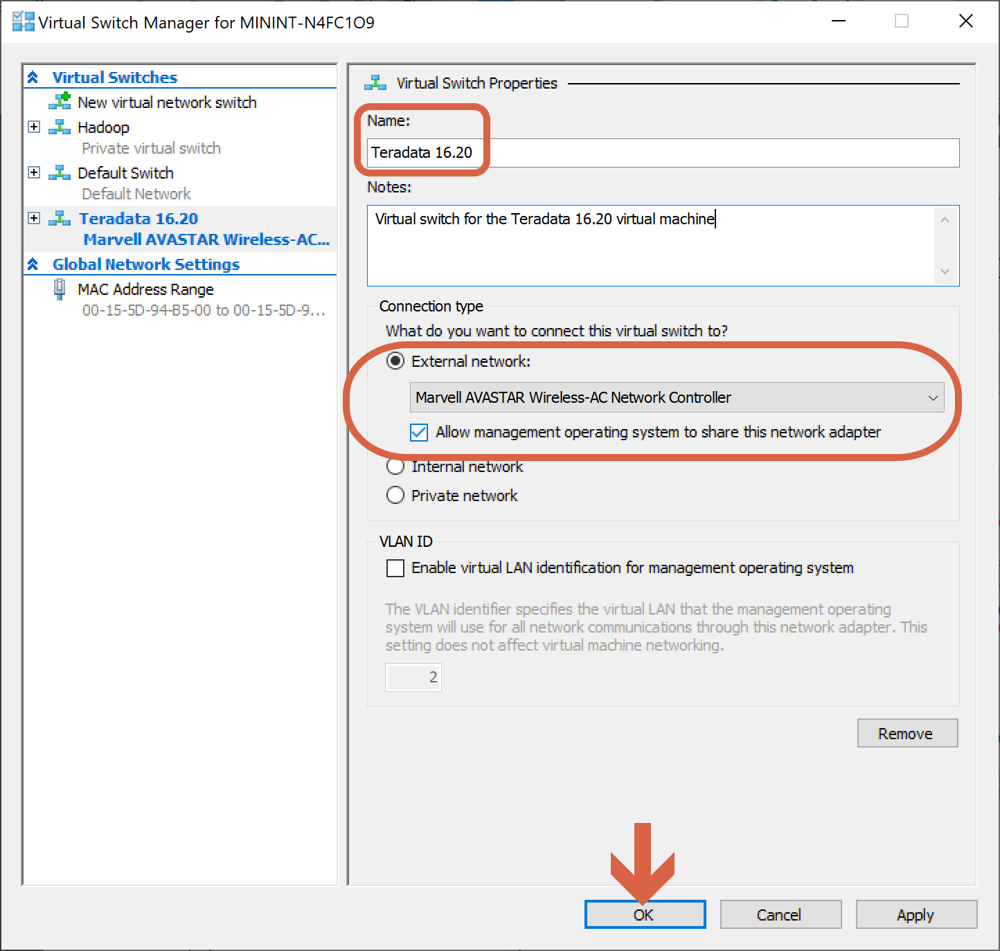 Virtual Switch Manager for MININT-N4FC1O9
Virtual Switches
New virtual network switch
Hadoop
Private virtual switch
Default Switch
Default Network
Teradata 16.20
Marvell AVASTAR Wireless-AC...
Global Network Settings
MAC Address Range
00-15-5D-94-B5-00 to 00-15-5D-9...
Virtual Switch Properties
Name:
Teradata 16.20
Notes:
Virtual switch for the Teradata 16.20 virtual machine
Connection type
What do you want to connect this virtual switch to?
External network:
Marvell AVASTAR Wireless-AC Network Controller
Allow management operating system to share this network adapter
Internal network
Private network
VLAN ID
Enable virtual LAN identification for management operating system
The VLAN identifier specifies the virtual LAN that the management operating
system will use for all network communications through this network adapter. This
setting does not affect virtual machine networking.
2
Remove
OK
Cancel
Apply